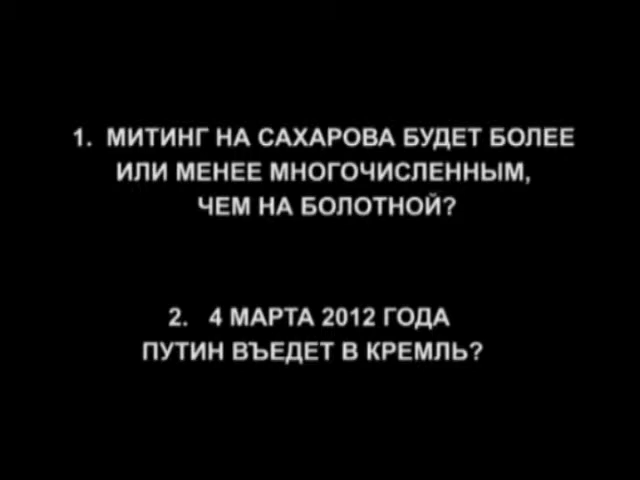 1. МИТИНГ НА САХАРОВА БУДЕТ БОЛЕЕ
ИЛИ МЕНЕЕ МНОГОЧИСЛЕННЫМ,
ЧЕМ НА БОЛОТНОЙ?
2. 4 МАРТА 2012 ГОДА
ПУТИН ВЪЕДЕТ В КРЕМЛЬ?